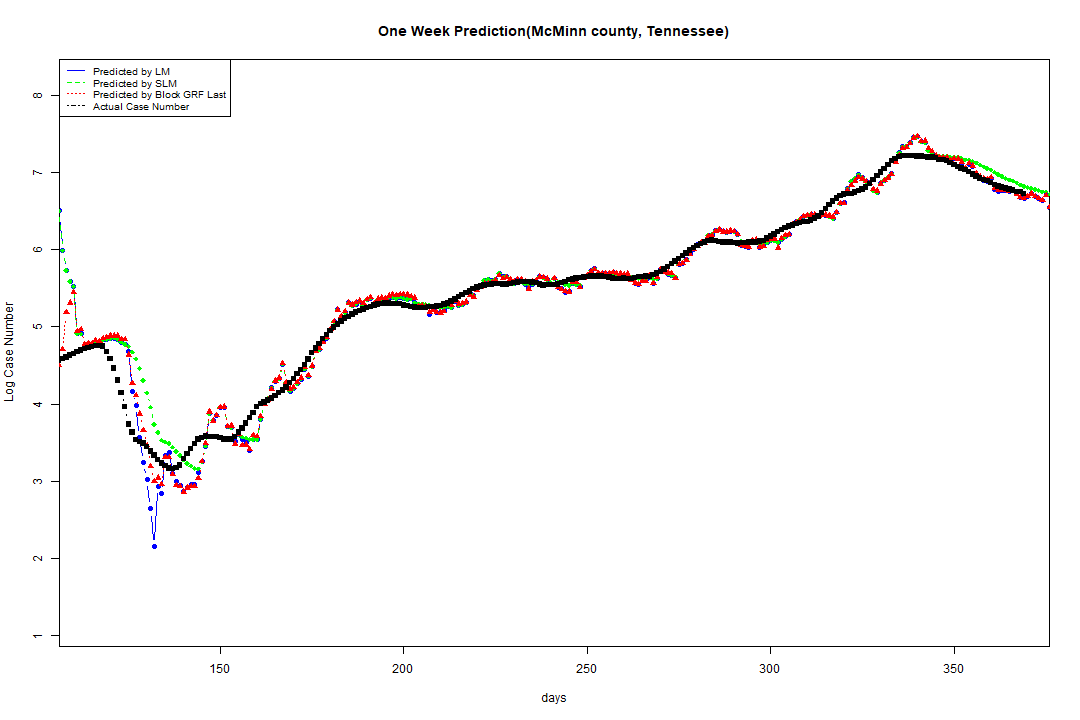 One Week Prediction(McMinn county, Tennessee)
Predicted by LM
Predicted by SLM
Predicted by Block GRF Last
Actual Case Number
8
7
6
5
4
3
2
1
Log Case Number
150
200
250
300
350
days